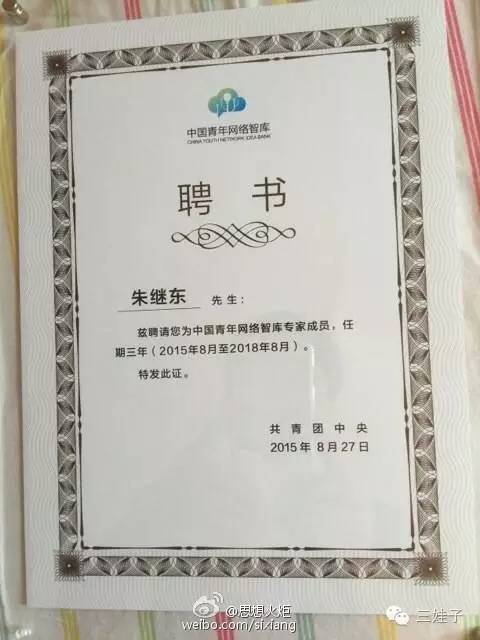 中国青年网络智库
CHINA YOUTH NETWORK IDEA BANK
聘书
朱继东 先生：
兹聘请您为中国青年网络智库专家成员，任
期三年（2015年8月至2018年8月）。
特发此证。
共青团中央
2015年8月27日
@思想火炬
weibo.com/sixiang
三娃子